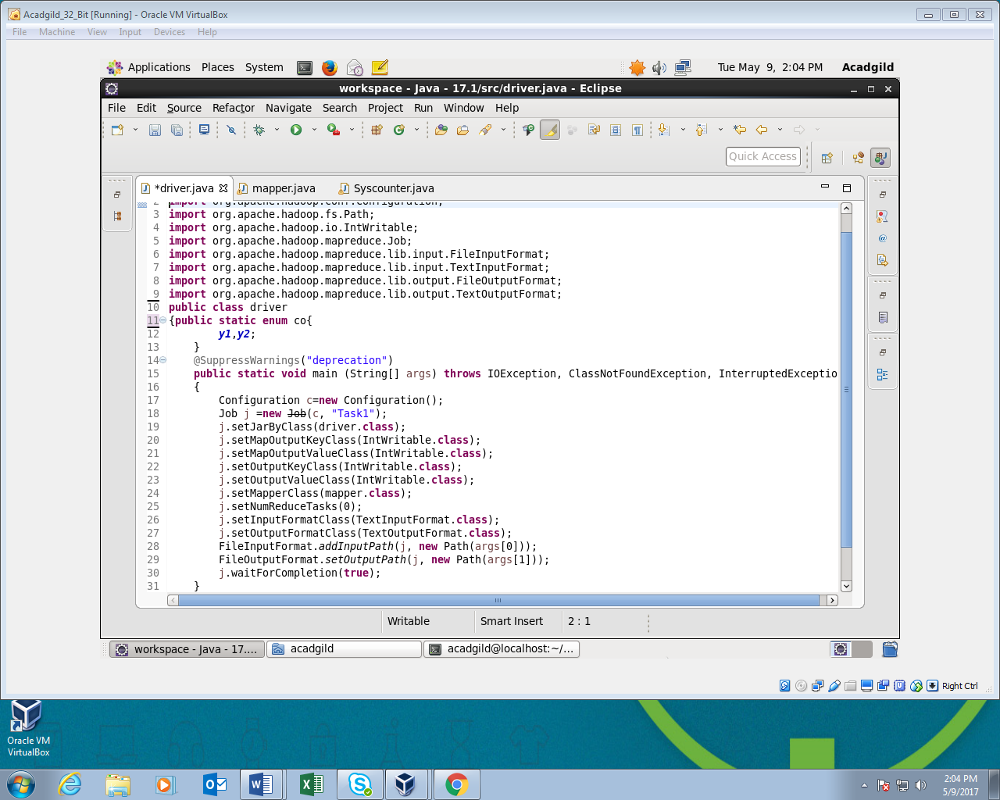 Acadgild_32_Bit [Running] - Oracle VM VirtualBox
File Machine View Input Devices Help
Applications Places System Tue May 9, 2:04 PM Acadgild
workspace - Java - 17.1/src/driver.java - Eclipse
File Edit Source Refactor Navigate Search Project Run Window Help
Quick Access
*driver.java mapper.java Syscounter.java
2 import org.apache.hadoop.conf.Configuration;
3 import org.apache.hadoop.fs.Path;
4 import org.apache.hadoop.io.IntWritable;
5 import org.apache.hadoop.mapreduce.Job;
6 import org.apache.hadoop.mapreduce.lib.input.FileInputFormat;
7 import org.apache.hadoop.mapreduce.lib.input.TextInputFormat;
8 import org.apache.hadoop.mapreduce.lib.output.FileOutputFormat;
9 import org.apache.hadoop.mapreduce.lib.output.TextOutputFormat;
10 public class driver
11 {public static enum co{
12 y1,y2;
13 }
14 @SuppressWarnings("deprecation")
15 public static void main (String[] args) throws IOException, ClassNotFoundException, InterruptedExceptio
16 {
17 Configuration c=new Configuration();
18 Job j =new Job(c, "Task1");
19 j.setJarByClass(driver.class);
20 j.setMapOutputKeyClass(IntWritable.class);
21 j.setMapOutputValueClass(IntWritable.class);
22 j.setOutputKeyClass(IntWritable.class);
23 j.setOutputValueClass(IntWritable.class);
24 j.setMapperClass(mapper.class);
25 j.setNumReduceTasks(0);
26 j.setInputFormatClass(TextInputFormat.class);
27 j.setOutputFormatClass(TextOutputFormat.class);
28 FileInputFormat.addInputPath(j, new Path(args[0]));
29 FileOutputFormat.setOutputPath(j, new Path(args[1]));
30 j.waitForCompletion(true);
31 }
Writable Smart Insert 2 : 1
workspace - Java - 17.... acadgild acadgild@localhost:~/...
Right Ctrl
Oracle VM
VirtualBox
2:04 PM
5/9/2017